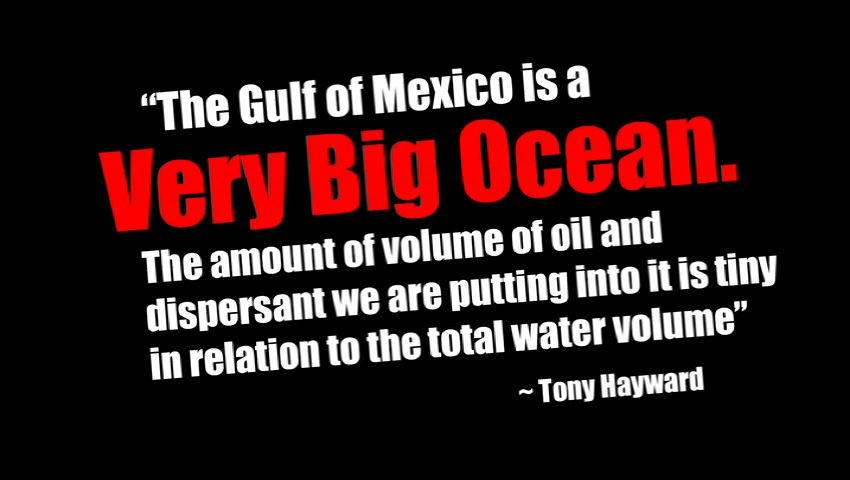 “The Gulf of Mexico is a
Very Big Ocean.
The amount of volume of oil and
dispersant we are putting into it is tiny
in relation to the total water volume”
~ Tony Hayward